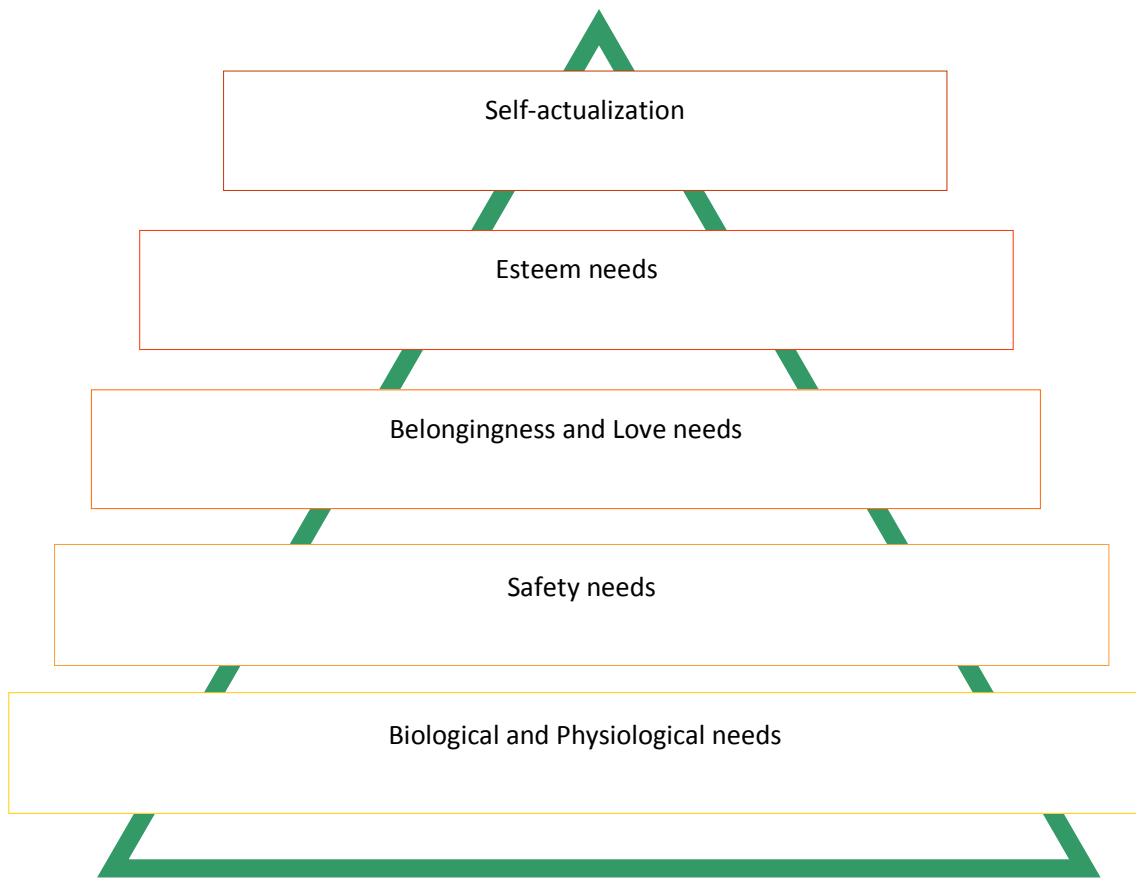 Self-actualization
Esteem needs
Belongingness and Love needs
Safety needs
Biological and Physiological needs